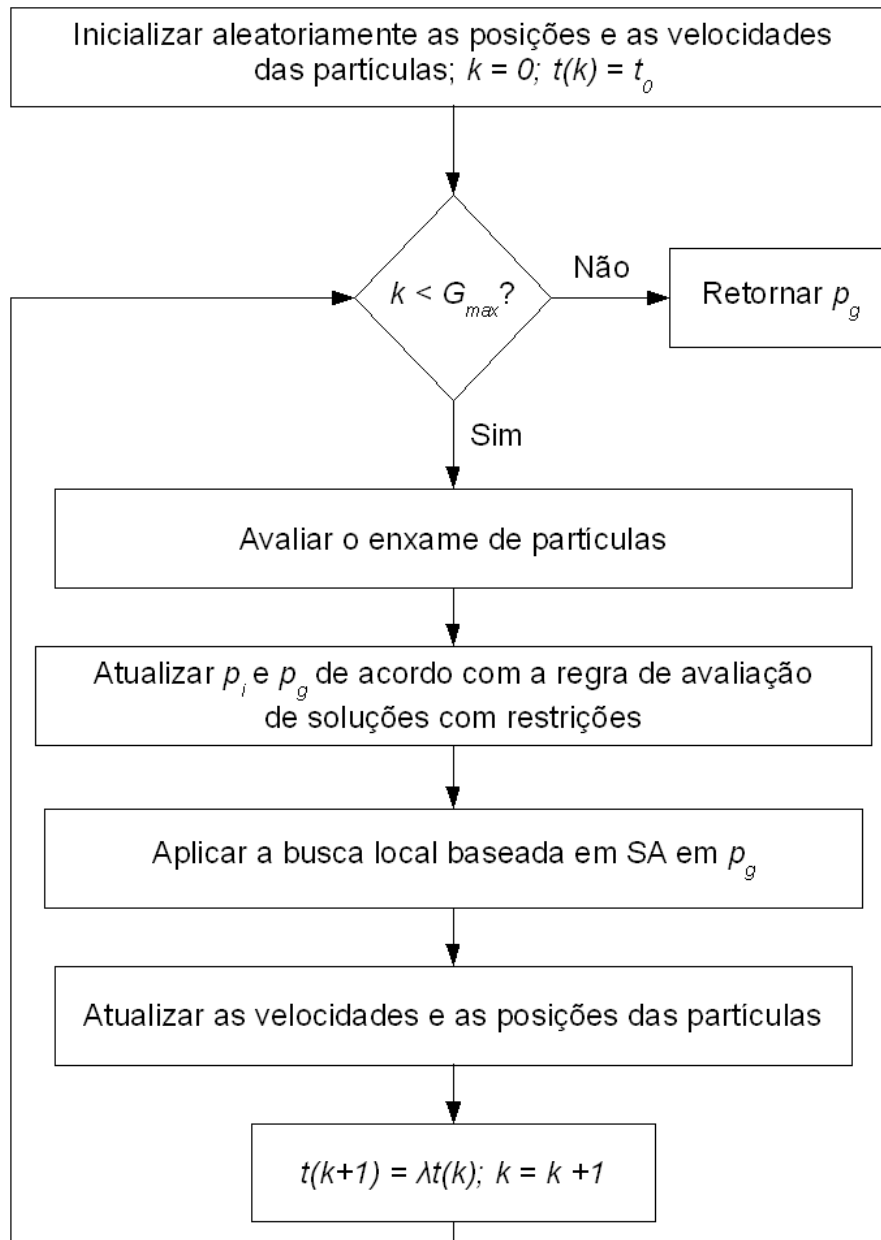 Inicializar aleatoriamente as posições e as velocidades
das partículas; k = 0; t(k) = t0
k < Gmax?
Não
Retornar pg
Sim
Avaliar o enxame de partículas
Atualizar pi e pg de acordo com a regra de avaliação
de soluções com restrições
Aplicar a busca local baseada em SA em pg
Atualizar as velocidades e as posições das partículas
t(k+1) = λt(k); k = k +1